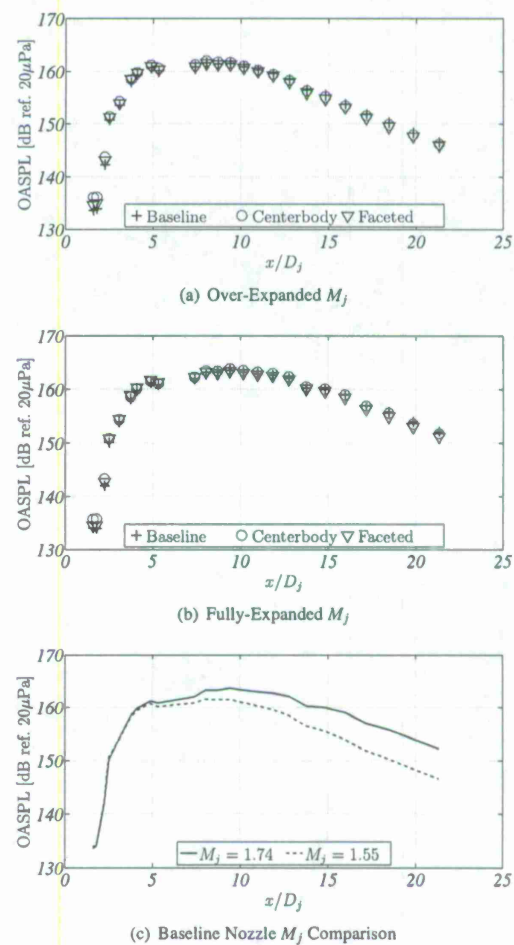 170
160
150
140
130
OASPL [dB ref. 20μPa]
+ Baseline ○ Centerbody ▽ Faceted
0 5 10 15 20 25
x/D_j
(a) Over-Expanded M_j
170
160
150
140
130
OASPL [dB ref. 20μPa]
+ Baseline ○ Centerbody ▽ Faceted
0 5 10 15 20 25
x/D_j
(b) Fully-Expanded M_j
170
160
150
140
130
OASPL [dB ref. 20μPa]
M_j = 1.74 M_j = 1.55
0 5 10 15 20 25
x/D_j
(c) Baseline Nozzle M_j Comparison